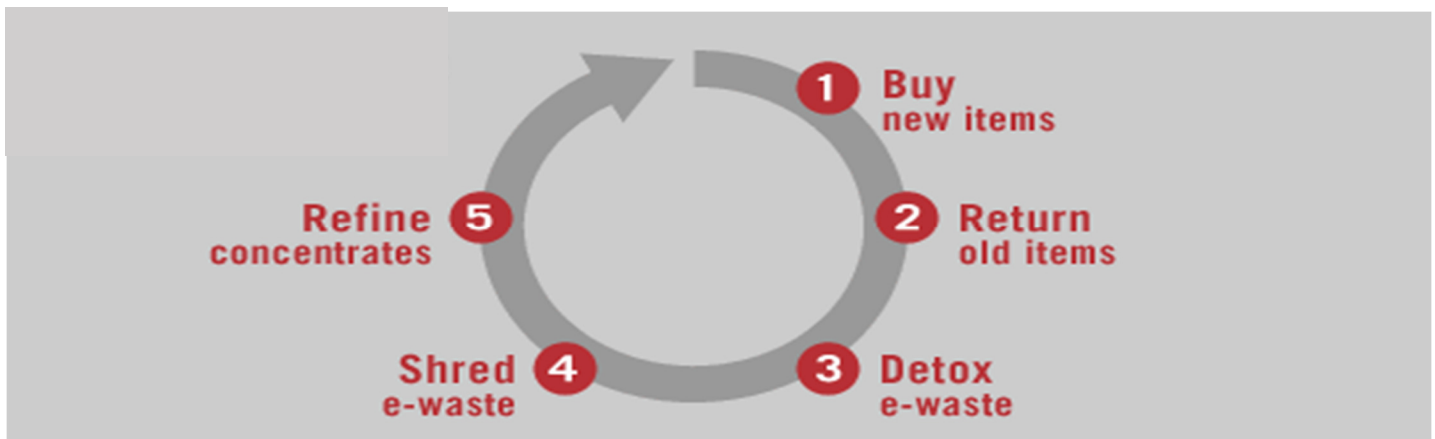 1 Buy
new items
2 Return
old items
3 Detox
e-waste
4 Shred
e-waste
5 Refine
concentrates